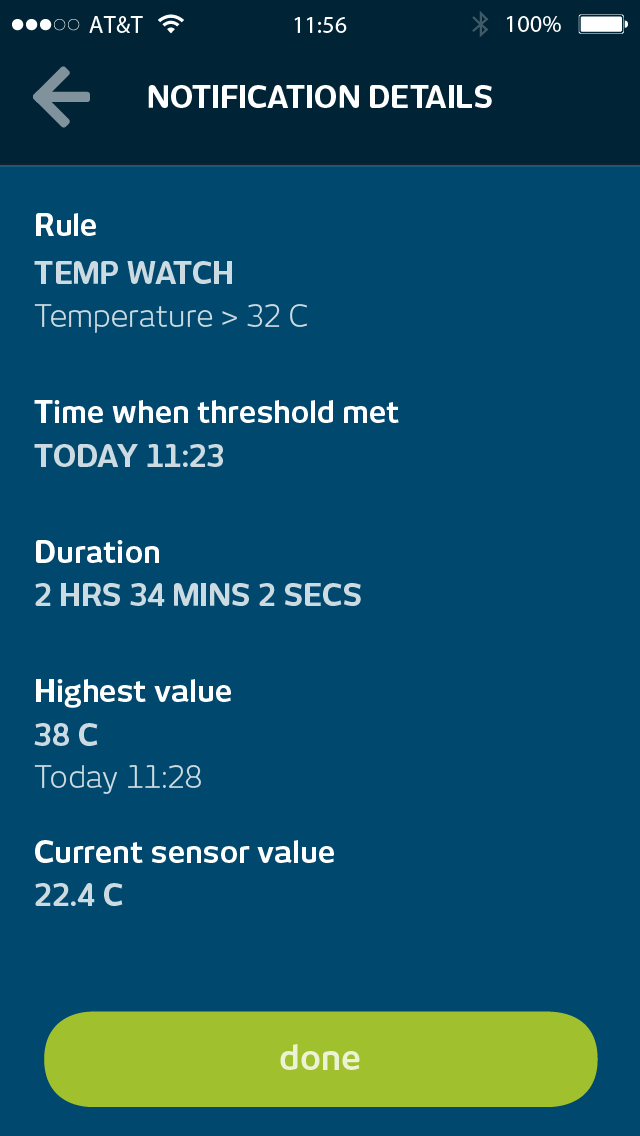 AT&T 11:56 100%
NOTIFICATION DETAILS
Rule
TEMP WATCH
Temperature > 32 C
Time when threshold met
TODAY 11:23
Duration
2 HRS 34 MINS 2 SECS
Highest value
38 C
Today 11:28
Current sensor value
22.4 C
done